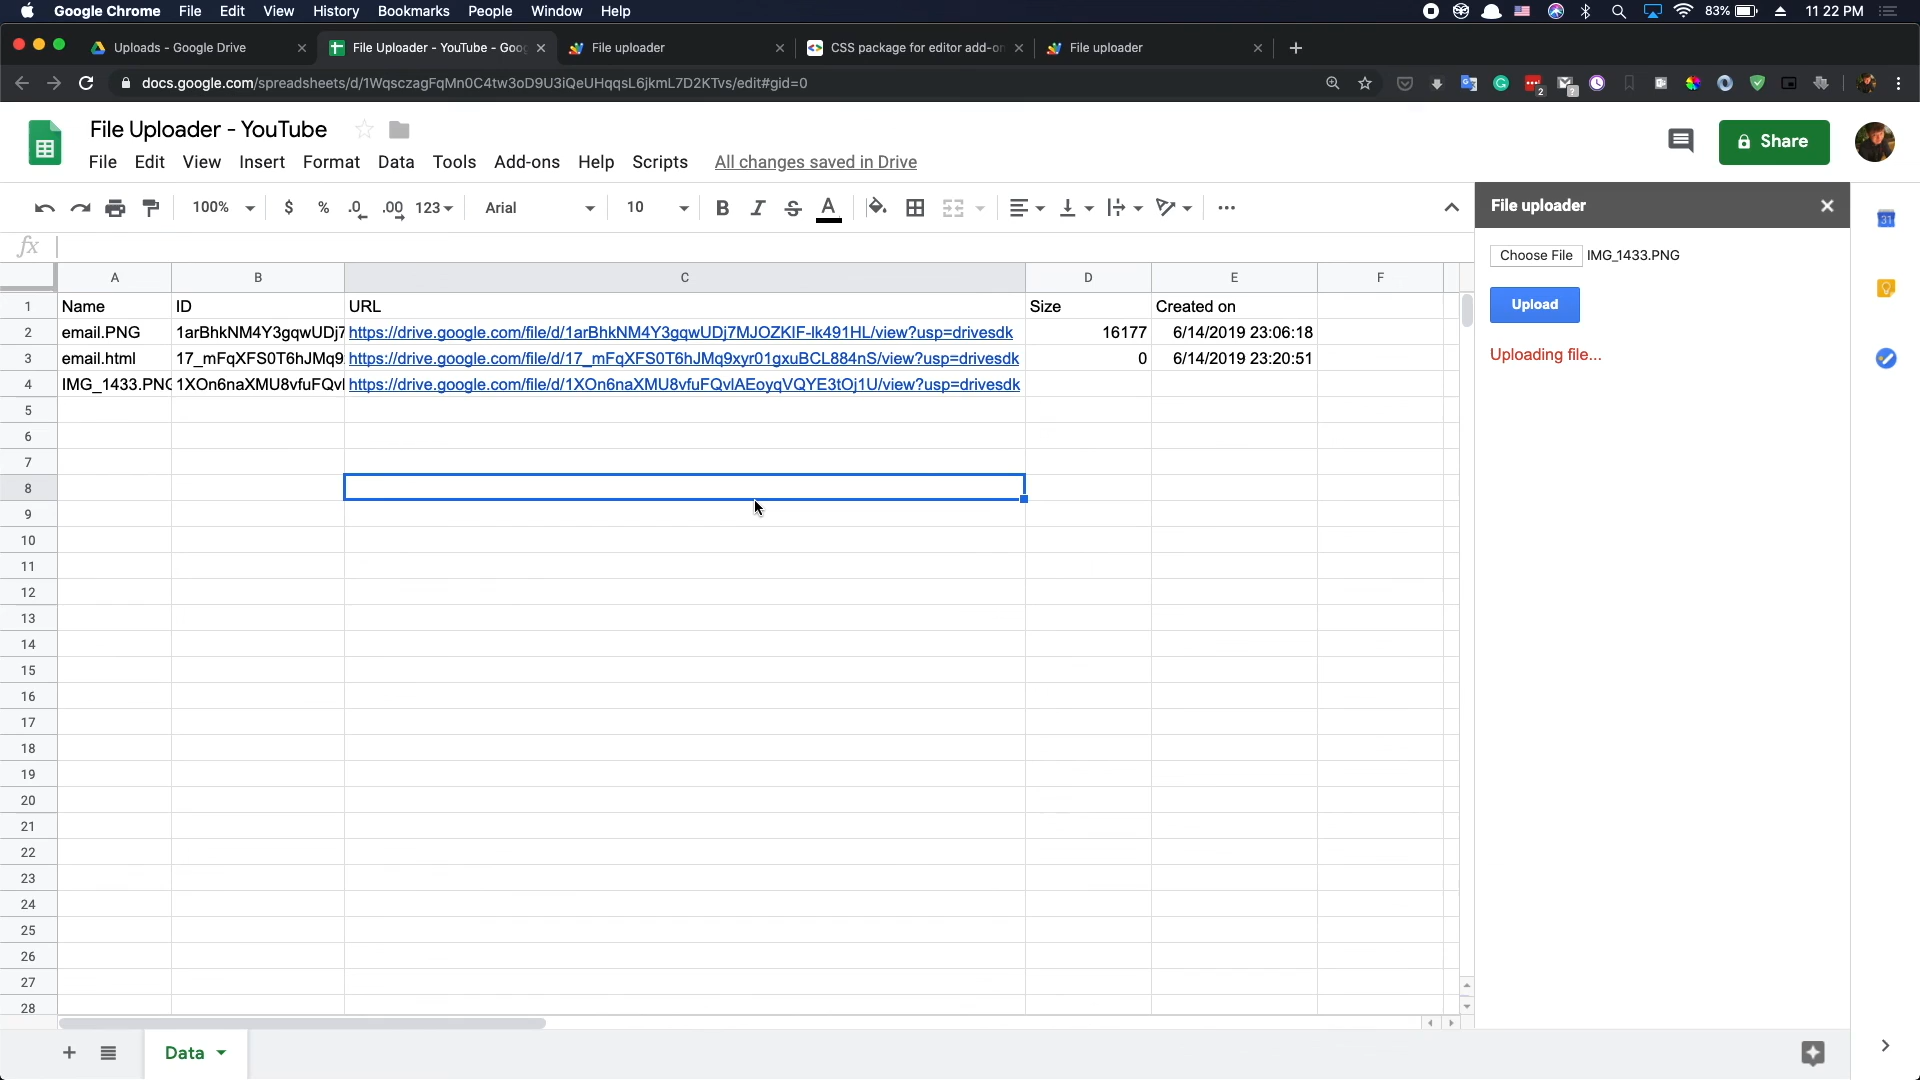 Google Chrome File Edit View History Bookmarks People Window Help 83% 11 22 PM
Uploads - Google Drive File Uploader - YouTube - Goo File uploader CSS package for editor add-on File uploader
docs.google.com/spreadsheets/d/1WqsczagFqMn0C4tw3oD9U3iQeUHqqsL6jkmL7D2KTvs/edit#gid=0
File Uploader - YouTube
Share
File Edit View Insert Format Data Tools Add-ons Help Scripts All changes saved in Drive
100% $ % .0 .00 123 Arial 10 B I S A
File uploader
fx
Choose File IMG_1433.PNG
A B C D E F
Upload
1 Name ID URL Size Created on
2 email.PNG 1arBhkNM4Y3gqwUDj7 https://drive.google.com/file/d/1arBhkNM4Y3gqwUDj7MJOZKIF-lk491HL/view?usp=drivesdk 16177 6/14/2019 23:06:18
Uploading file...
3 email.html 17_mFqXFS0T6hJMq9 https://drive.google.com/file/d/17_mFqXFS0T6hJMq9xyr01gxuBCL884nS/view?usp=drivesdk 0 6/14/2019 23:20:51
4 IMG_1433.PNG 1XOn6naXMU8vfuFQvl https://drive.google.com/file/d/1XOn6naXMU8vfuFQvlAEoyqVQYE3tOj1U/view?usp=drivesdk
5
6
7
8
9
10
11
12
13
14
15
16
17
18
19
20
21
22
23
24
25
26
27
28
Data